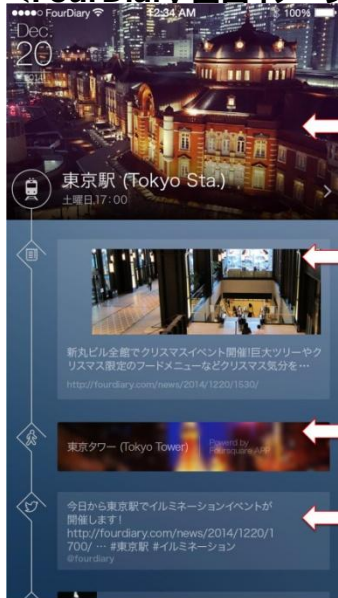 FourDiary
12:34 AM
100%
Dec.
20
東京駅 (Tokyo Sta.)
土曜日17:00
新丸ビル全館でクリスマスイベント開催!巨大ツリーやク
リスマス限定のフードメニューなどクリスマス気分を…
http://fourdiary.com/news/2014/1220/1530/
東京タワー (Tokyo Tower)
Powered by
Foursquare APP
今日から東京駅でイルミネーションイベントが
開催します!
http://fourdiary.com/news/2014/1220/1
700/ … #東京駅 #イルミネーション
@fourdiary